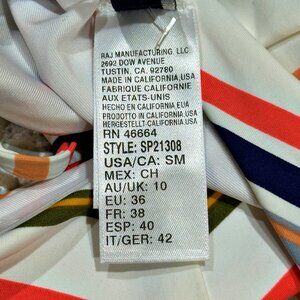 RAJ MANUFACTURING, LLC
2692 DOW AVENUE
TUSTIN, CA. 92780
MADE IN CALIFORNIA,USA
FABRIQUE CALIFORNIE
AUX ETATS-UNIS
HECHO EN CALIFORNIA EUA
PRODOTTO IN CALIFORNIA USA
HERGESTELLT-CALIFORNIA USA
RN 46664
STYLE: SP21308
USA/CA: SM
MEX: CH
AU/UK: 10
EU: 36
FR: 38
ESP: 40
IT/GER: 42